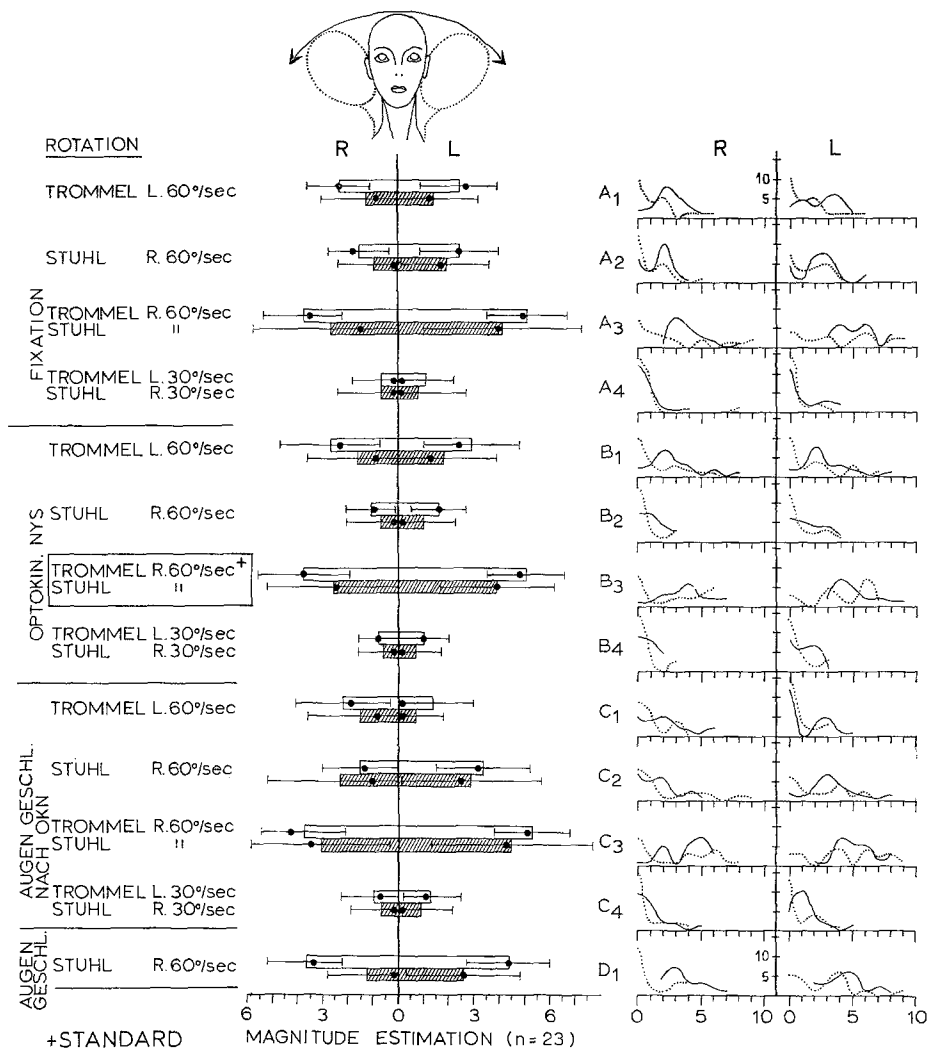 R L
ROTATION
R L
FIXATION
TROMMEL L. 60°/sec
10
5
A1
STUHL R. 60°/sec
A2
TROMMEL R. 60°/sec
STUHL "
A3
TROMMEL L. 30°/sec
STUHL R. 30°/sec
A4
OPTOKIN. NYS
TROMMEL L. 60°/sec
B1
STUHL R. 60°/sec
B2
TROMMEL R. 60°/sec +
STUHL "
B3
TROMMEL L. 30°/sec
STUHL R. 30°/sec
B4
AUGEN GESCHL.
NACH OKN
TROMMEL L. 60°/sec
C1
STUHL R. 60°/sec
C2
TROMMEL R. 60°/sec
STUHL "
C3
TROMMEL L. 30°/sec
STUHL R. 30°/sec
C4
AUGEN
GESCHL.
STUHL R. 60°/sec
10
5
D1
6 3 0 3 6
0 5 10 0 5 10
+STANDARD MAGNITUDE ESTIMATION (n = 23)